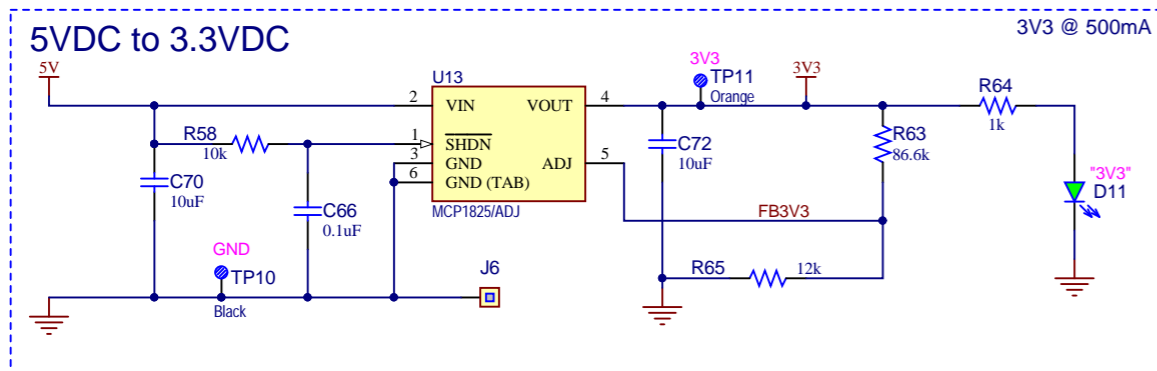 5VDC to 3.3VDC
3V3 @ 500mA
5V
R58
10k
C70
10uF
C66
0.1uF
GND
TP10
Black
J6
U13
2
VIN
VOUT
4
1
SHDN
3
GND
ADJ
5
6
GND (TAB)
MCP1825/ADJ
3V3
TP11
Orange
3V3
C72
10uF
R63
86.6k
FB3V3
R65
12k
R64
1k
"3V3"
D11